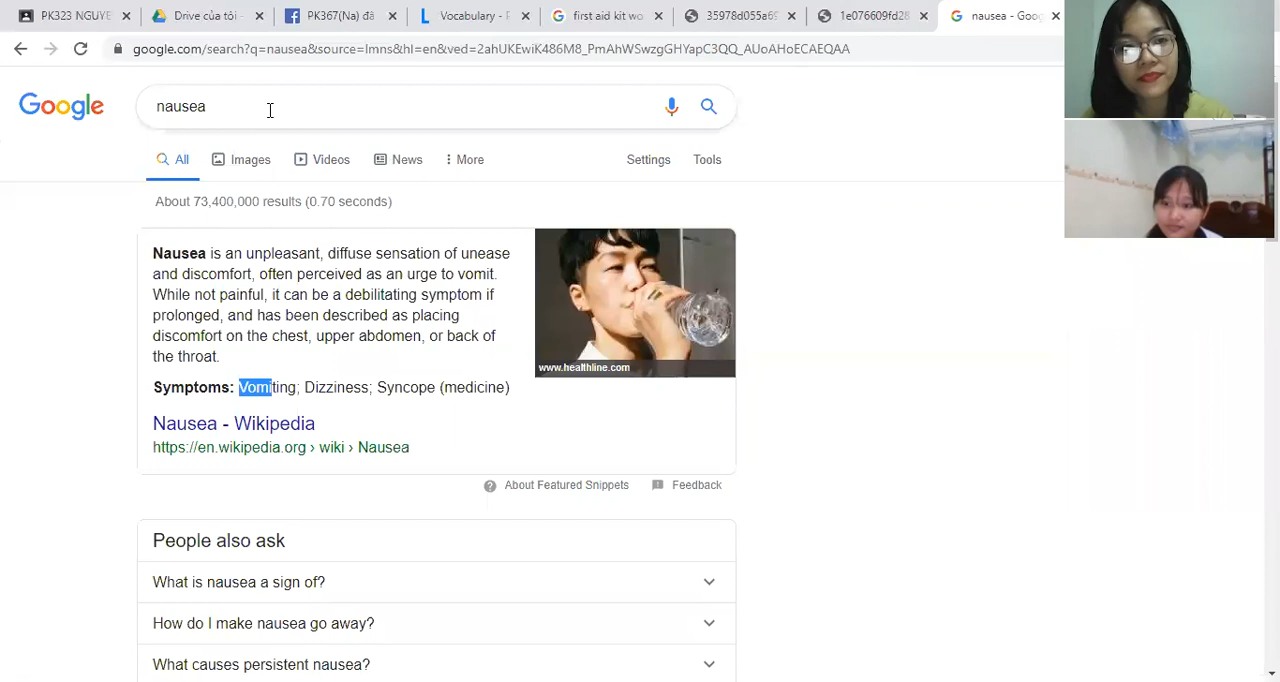 PK323 NGUYE
Drive của tôi -
PK367(Na) đã
Vocabulary - P
first aid kit wo
35978d055a69
1e076609fd28
nausea - Goog
google.com/search?q=nausea&source=lmns&hl=en&ved=2ahUKEwiK486M8_PmAhWSwzgGHYapC3QQ_AUoAHoECAEQAA
Google
nausea
All
Images
Videos
News
More
Settings
Tools
About 73,400,000 results (0.70 seconds)
Nausea is an unpleasant, diffuse sensation of unease
and discomfort, often perceived as an urge to vomit.
While not painful, it can be a debilitating symptom if
prolonged, and has been described as placing
discomfort on the chest, upper abdomen, or back of
the throat.
www.healthline.com
Symptoms: Vomiting; Dizziness; Syncope (medicine)
Nausea - Wikipedia
https://en.wikipedia.org › wiki › Nausea
About Featured Snippets
Feedback
People also ask
What is nausea a sign of?
How do I make nausea go away?
What causes persistent nausea?